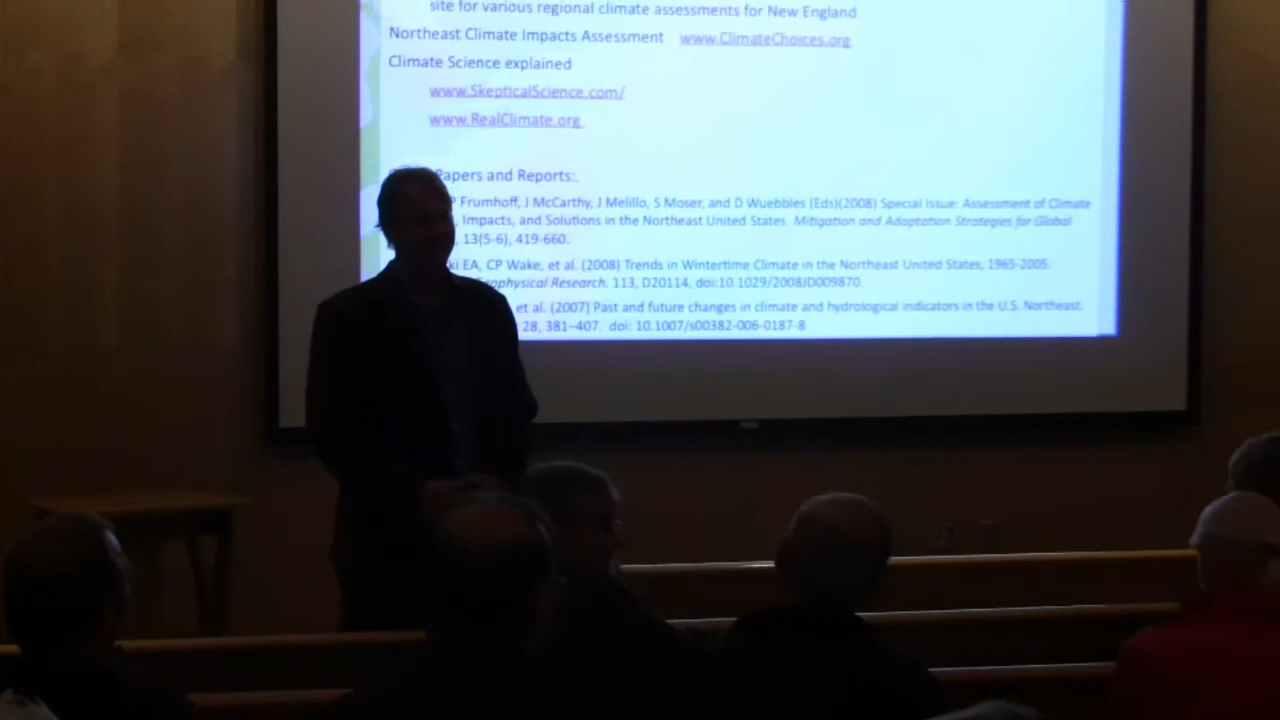 site for various regional climate assessments for New England
Northeast Climate Impacts Assessment www.ClimateChoices.org
Climate Science explained
www.SkepticalScience.com/
www.RealClimate.org
Papers and Reports:.
P Frumhoff, J McCarthy, J Melillo, S Moser, and D Wuebbles (Eds)(2008) Special Issue: Assessment of Climate
, Impacts, and Solutions in the Northeast United States. Mitigation and Adaptation Strategies for Global
, 13(5-6), 419-660.
ki EA, CP Wake, et al. (2008) Trends in Wintertime Climate in the Northeast United States, 1965-2005.
physical Research. 113, D20114, doi:10.1029/2008JD009870.
et al. (2007) Past and future changes in climate and hydrological indicators in the U.S. Northeast.
28, 381–407. doi: 10.1007/s00382-006-0187-8